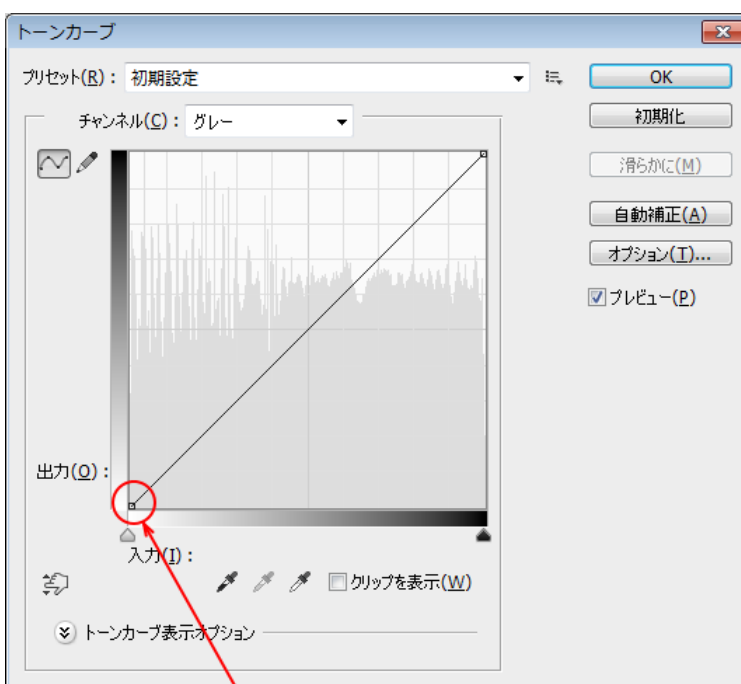 トーンカーブ
プリセット(R)： 初期設定
OK
チャンネル(C)： グレー
初期化
滑らかに(M)
自動補正(A)
オプション(T)...
プレビュー(P)
出力(O)：
入力(I)：
クリップを表示(W)
トーンカーブ表示オプション